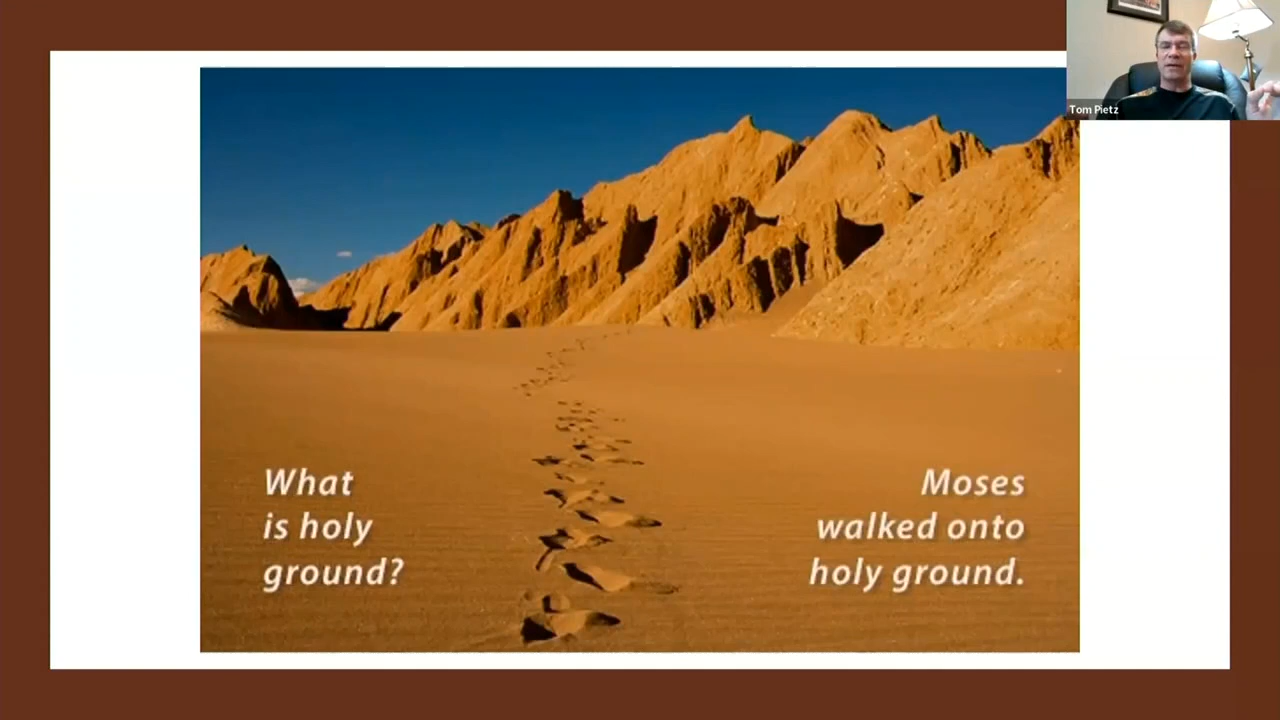 Tom Pietz
What
is holy
ground?
Moses
walked onto
holy ground.